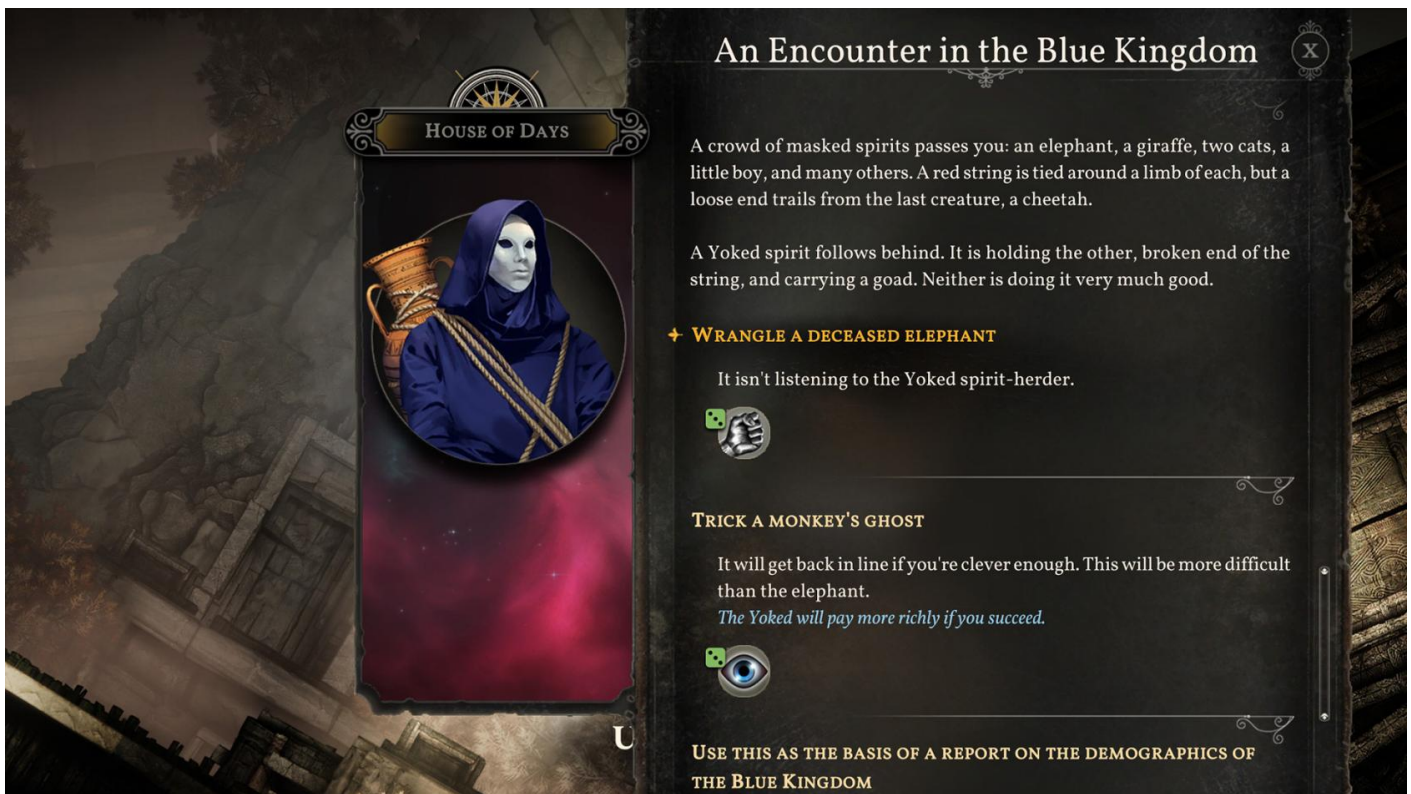 An Encounter in the Blue Kingdom
X
HOUSE OF DAYS
A crowd of masked spirits passes you: an elephant, a giraffe, two cats, a
little boy, and many others. A red string is tied around a limb of each, but a
loose end trails from the last creature, a cheetah.
A Yoked spirit follows behind. It is holding the other, broken end of the
string, and carrying a goad. Neither is doing it very much good.
WRANGLE A DECEASED ELEPHANT
It isn't listening to the Yoked spirit-herder.
TRICK A MONKEY'S GHOST
It will get back in line if you're clever enough. This will be more difficult
than the elephant.
The Yoked will pay more richly if you succeed.
U
USE THIS AS THE BASIS OF A REPORT ON THE DEMOGRAPHICS OF
THE BLUE KINGDOM